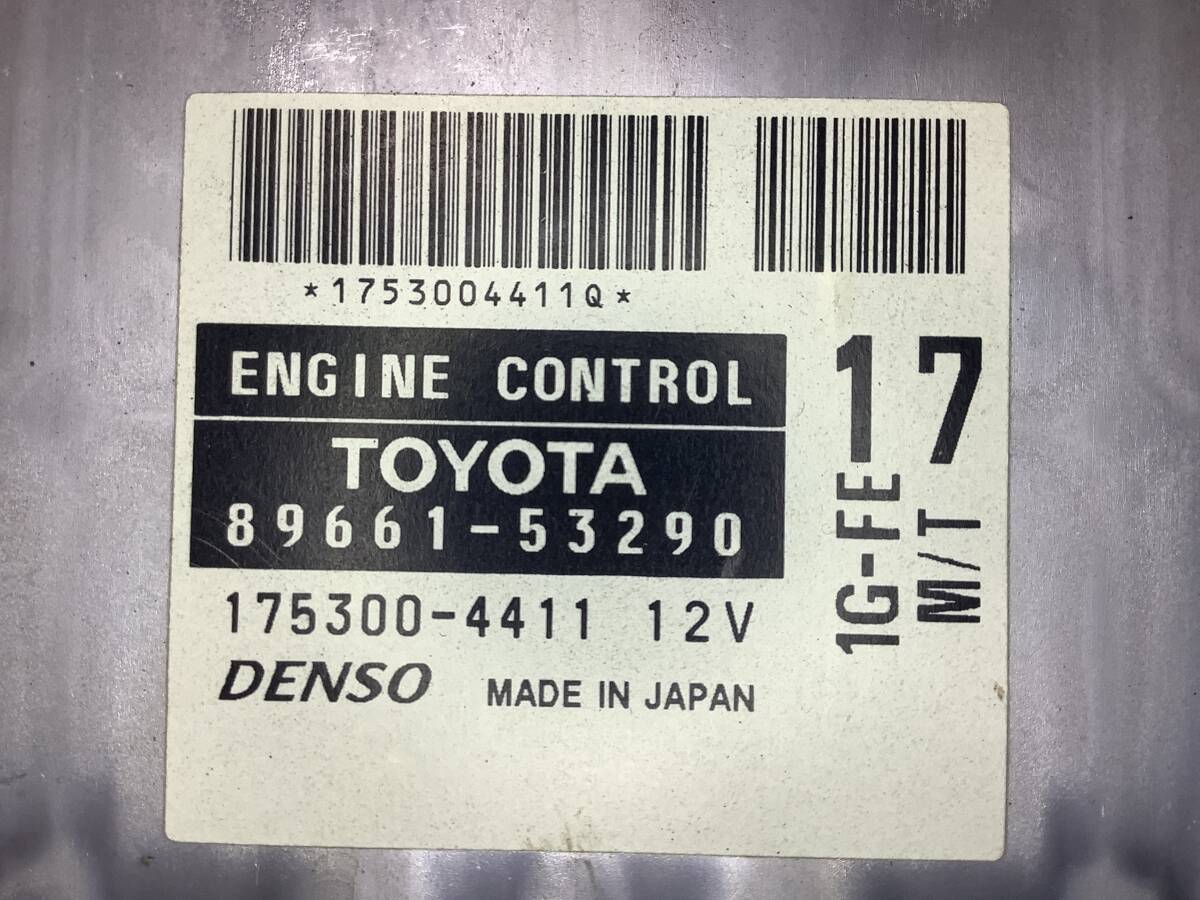 *1753004411Q*
ENGINE CONTROL
TOYOTA
89661-53290
175300-4411 12V
DENSO MADE IN JAPAN
17
1G-FE
M/T